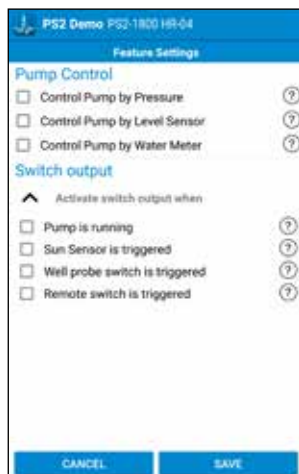 PS2 Demo PS2-1800 HR-04
Feature Settings
Pump Control
Control Pump by Pressure ?
Control Pump by Level Sensor ?
Control Pump by Water Meter ?
Switch output
Activate switch output when
Pump is running ?
Sun Sensor is triggered ?
Well probe switch is triggered ?
Remote switch is triggered ?
CANCEL SAVE